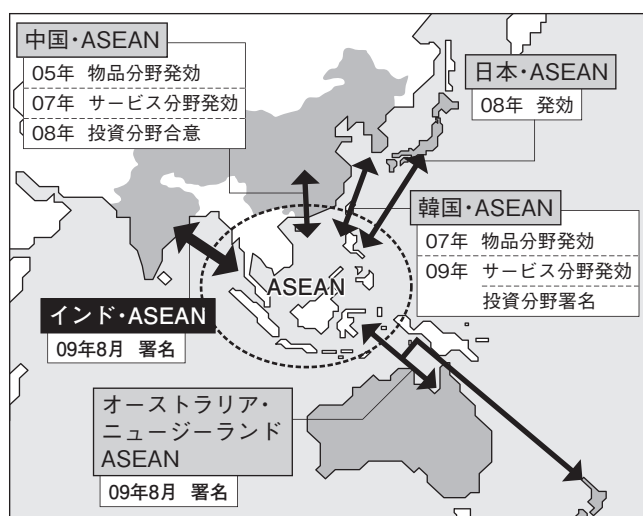 中国・ASEAN
05年 物品分野発効
07年 サービス分野発効
08年 投資分野合意
日本・ASEAN
08年 発効
韓国・ASEAN
07年 物品分野発効
09年 サービス分野発効
投資分野署名
ASEAN
インド・ASEAN
09年8月 署名
オーストラリア・
ニュージーランド
ASEAN
09年8月 署名